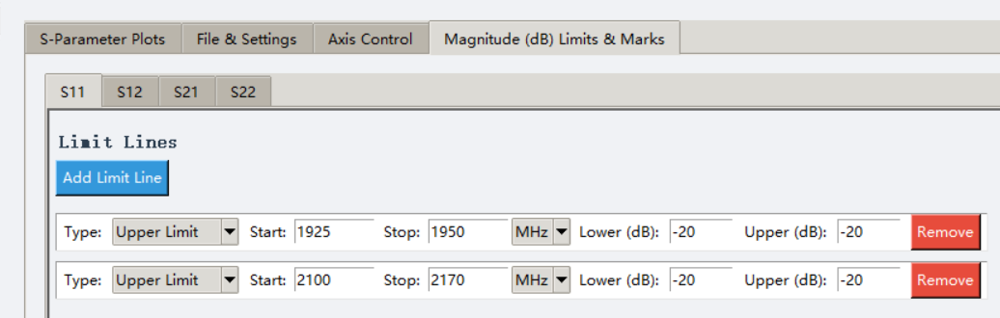 S-Parameter Plots File & Settings Axis Control Magnitude (dB) Limits & Marks
S11 S12 S21 S22
Limit Lines
Add Limit Line
Type: Upper Limit Start: 1925 Stop: 1950 MHz Lower (dB): -20 Upper (dB): -20 Remove
Type: Upper Limit Start: 2100 Stop: 2170 MHz Lower (dB): -20 Upper (dB): -20 Remove